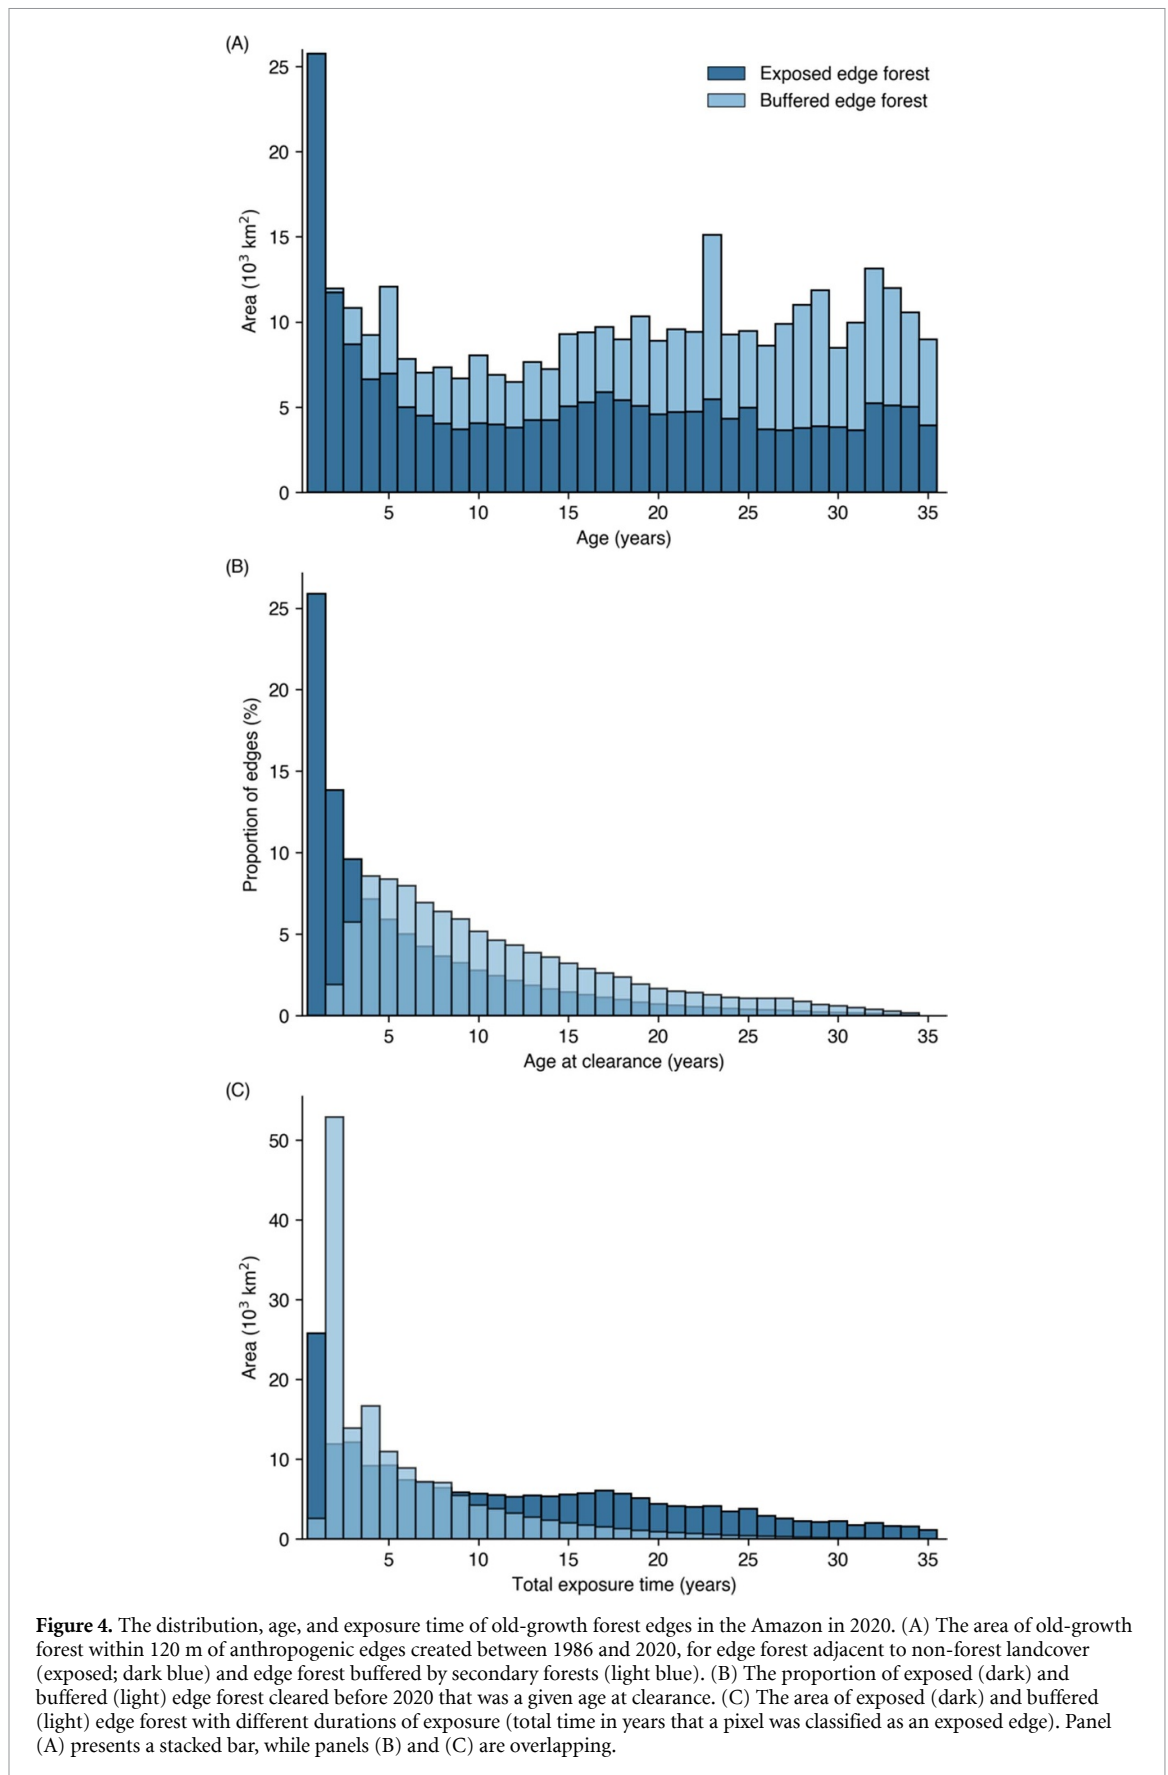 (A)
Exposed edge forest
Buffered edge forest
25
20
15
10
5
0
Area (10³ km²)
5 10 15 20 25 30 35
Age (years)
(B)
25
20
15
10
5
0
Proportion of edges (%)
5 10 15 20 25 30 35
Age at clearance (years)
(C)
50
40
30
20
10
0
Area (10³ km²)
5 10 15 20 25 30 35
Total exposure time (years)
Figure 4. The distribution, age, and exposure time of old-growth forest edges in the Amazon in 2020. (A) The area of old-growth
forest within 120 m of anthropogenic edges created between 1986 and 2020, for edge forest adjacent to non-forest landcover
(exposed; dark blue) and edge forest buffered by secondary forests (light blue). (B) The proportion of exposed (dark) and
buffered (light) edge forest cleared before 2020 that was a given age at clearance. (C) The area of exposed (dark) and buffered
(light) edge forest with different durations of exposure (total time in years that a pixel was classified as an exposed edge). Panel
(A) presents a stacked bar, while panels (B) and (C) are overlapping.